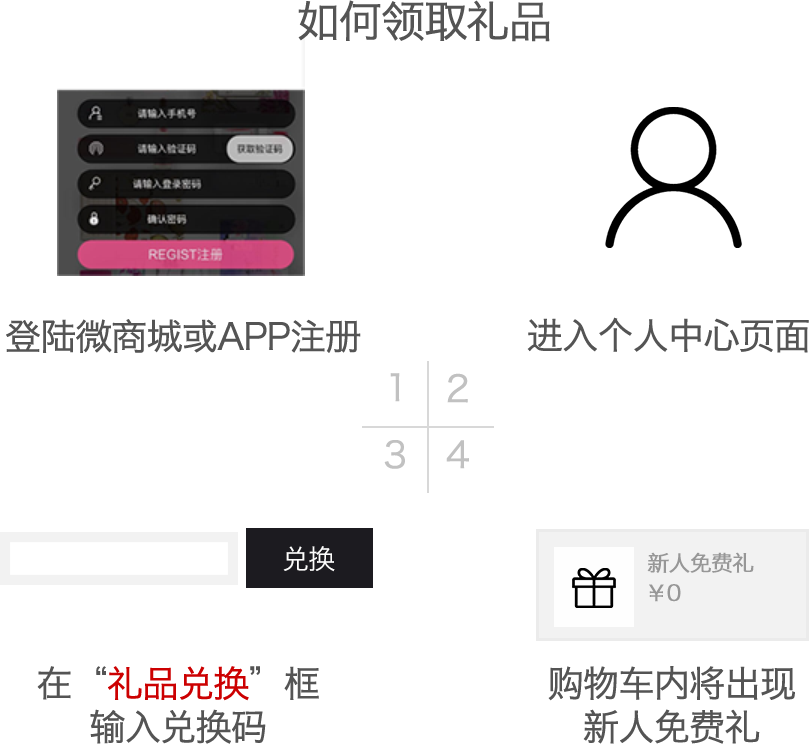 如何领取礼品
请输入手机号
请输入验证码
获取验证码
请输入登录密码
确认密码
REGIST注册
登陆微商城或APP注册
进入个人中心页面
1
2
3
4
兑换
新人免费礼
¥0
在“礼品兑换”框
输入兑换码
购物车内将出现
新人免费礼